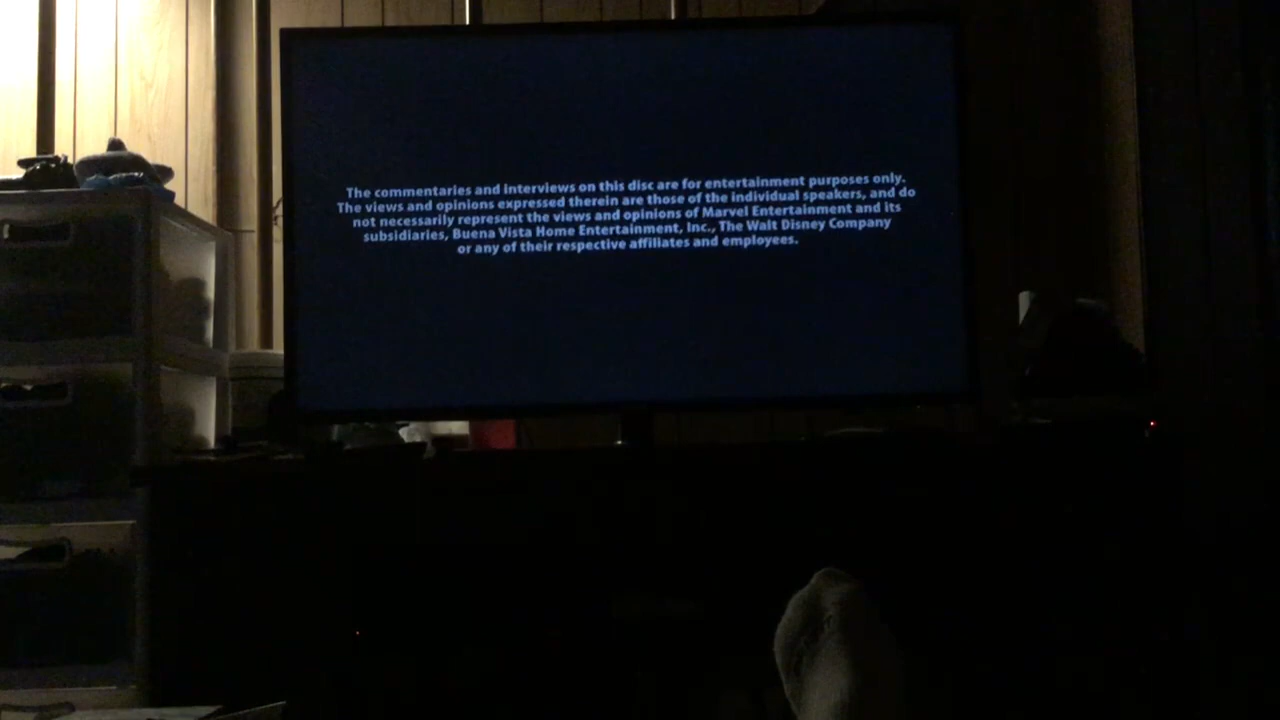 The commentaries and interviews on this disc are for entertainment purposes only.
The views and opinions expressed therein are those of the individual speakers, and do
not necessarily represent the views and opinions of Marvel Entertainment and its
subsidiaries, Buena Vista Home Entertainment, Inc., The Walt Disney Company
or any of their respective affiliates and employees.